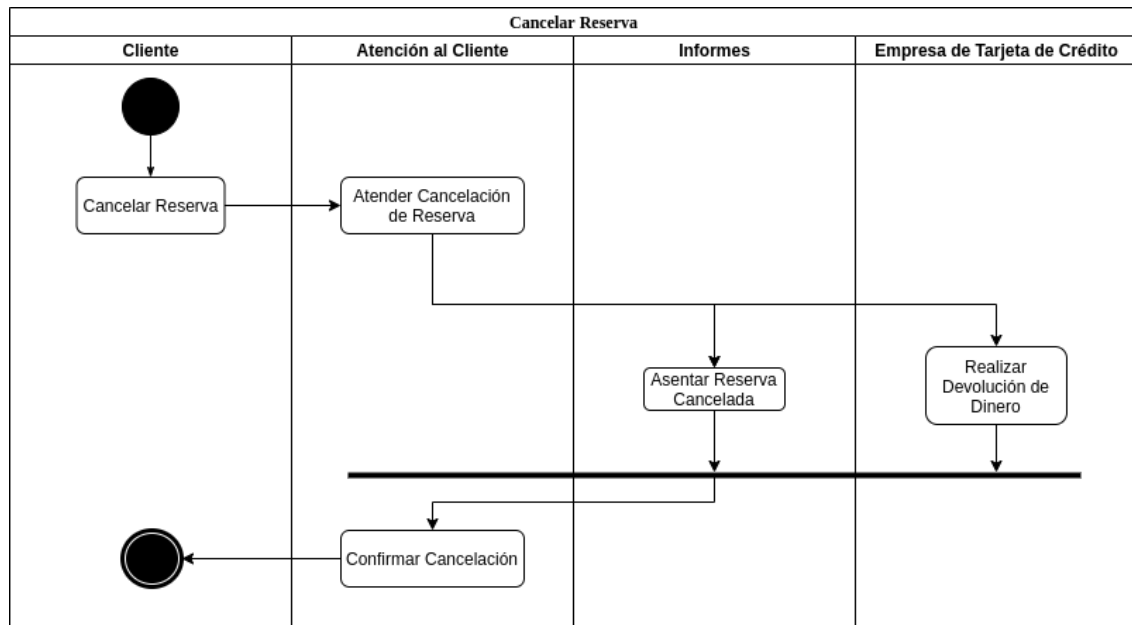 Cancelar Reserva
Cliente
Atención al Cliente
Informes
Empresa de Tarjeta de Crédito
Cancelar Reserva
Atender Cancelación
de Reserva
Asentar Reserva
Cancelada
Realizar
Devolución de
Dinero
Confirmar Cancelación